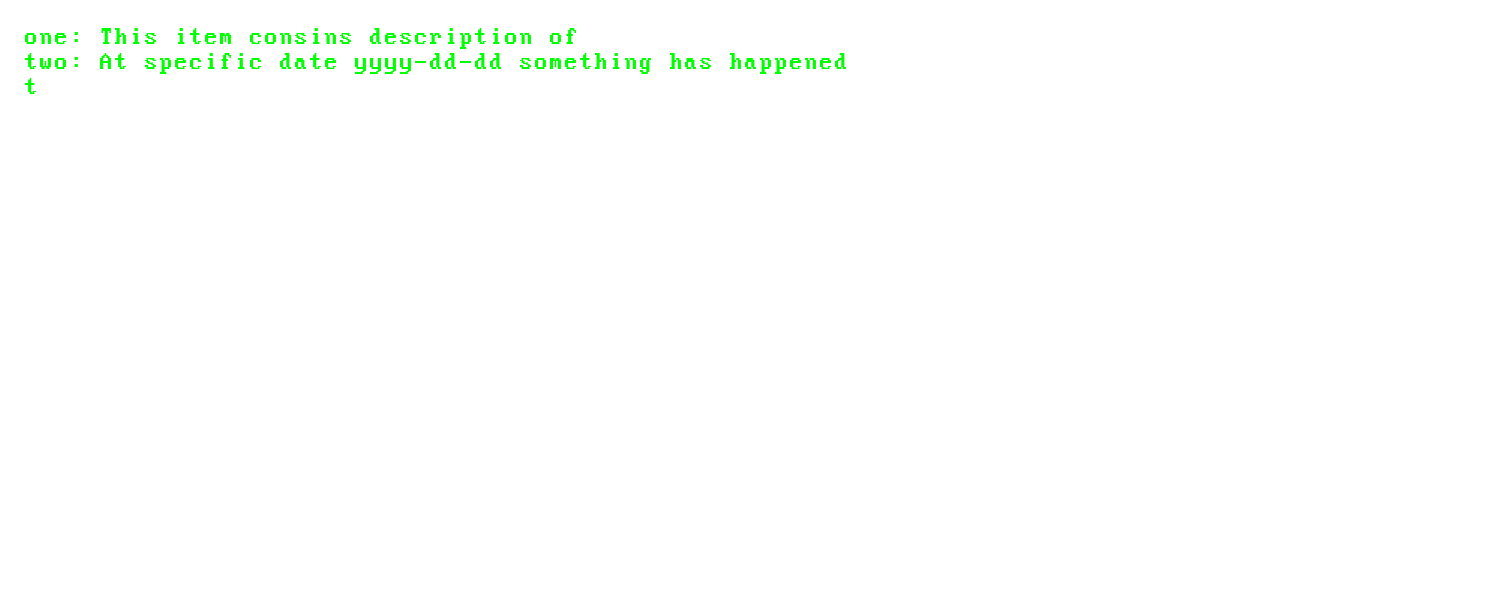 one: This item consins description of
two: At specific date yyyy-dd-dd something has happened
t